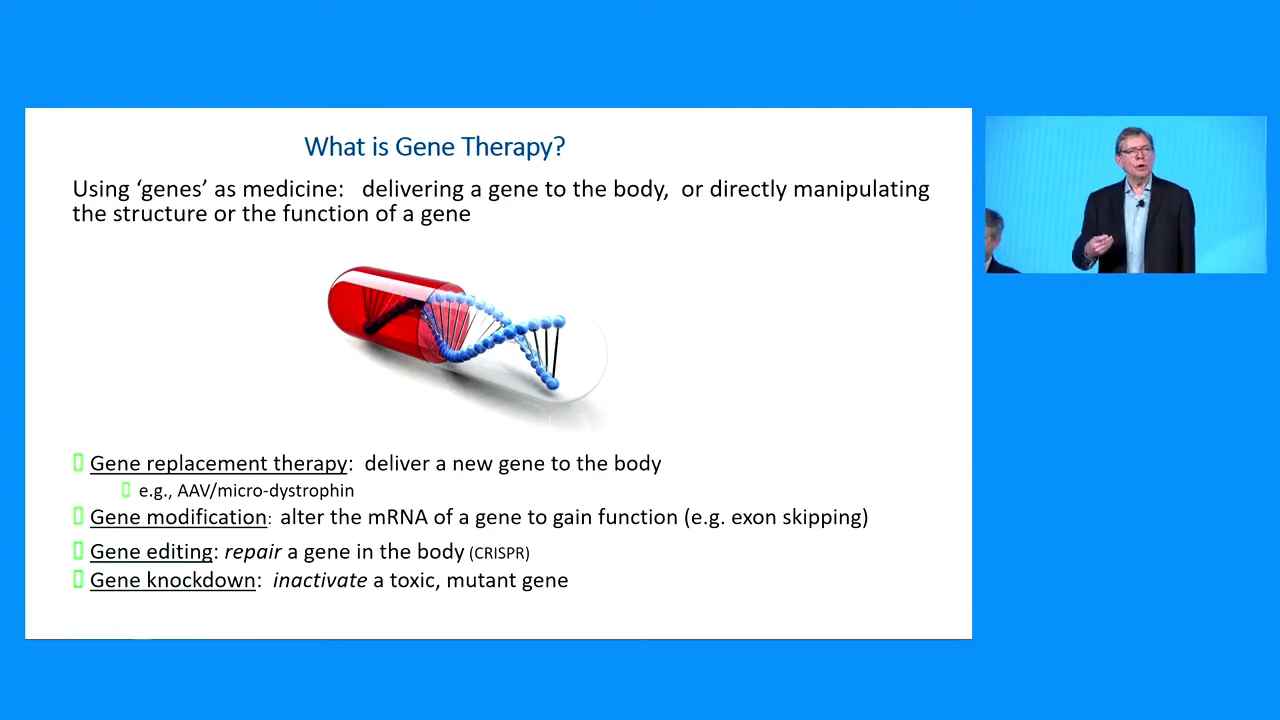 What is Gene Therapy?
Using ‘genes’ as medicine: delivering a gene to the body, or directly manipulating
the structure or the function of a gene
Gene replacement therapy: deliver a new gene to the body
e.g., AAV/micro-dystrophin
Gene modification: alter the mRNA of a gene to gain function (e.g. exon skipping)
Gene editing: repair a gene in the body (CRISPR)
Gene knockdown: inactivate a toxic, mutant gene